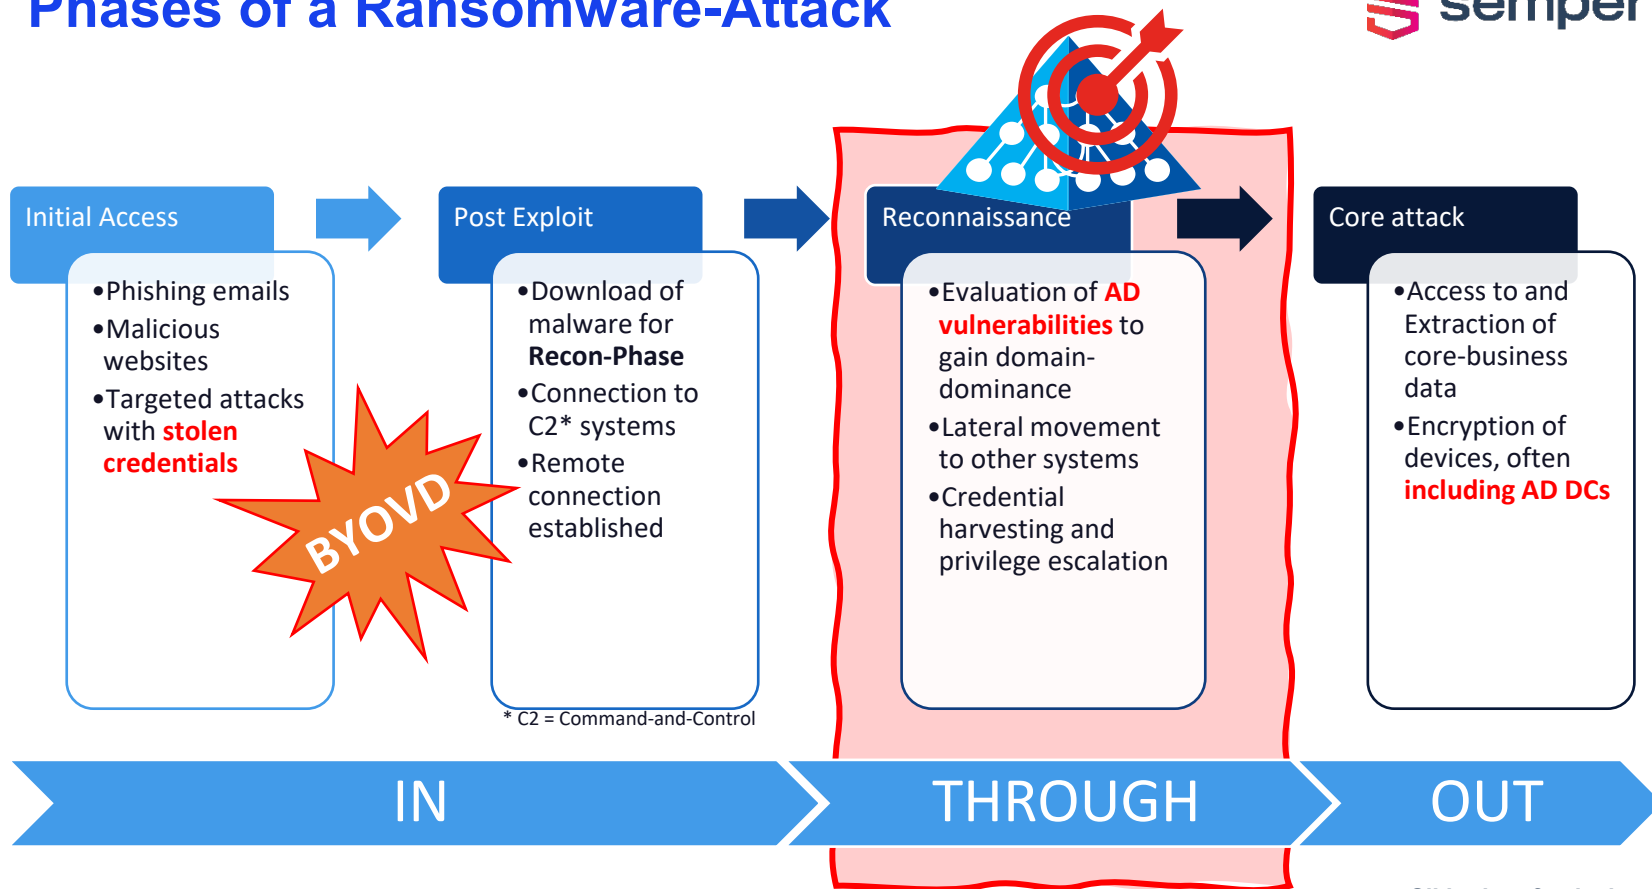 Phases of a Ransomware-Attack
semper
Initial Access
•Phishing emails
•Malicious
websites
•Targeted attacks
with stolen
credentials
BYOVD
Post Exploit
•Download of
malware for
Recon-Phase
•Connection to
C2* systems
•Remote
connection
established
* C2 = Command-and-Control
Reconnaissance
•Evaluation of AD
vulnerabilities to
gain domain-
dominance
•Lateral movement
to other systems
•Credential
harvesting and
privilege escalation
Core attack
•Access to and
Extraction of
core-business
data
•Encryption of
devices, often
including AD DCs
IN
THROUGH
OUT